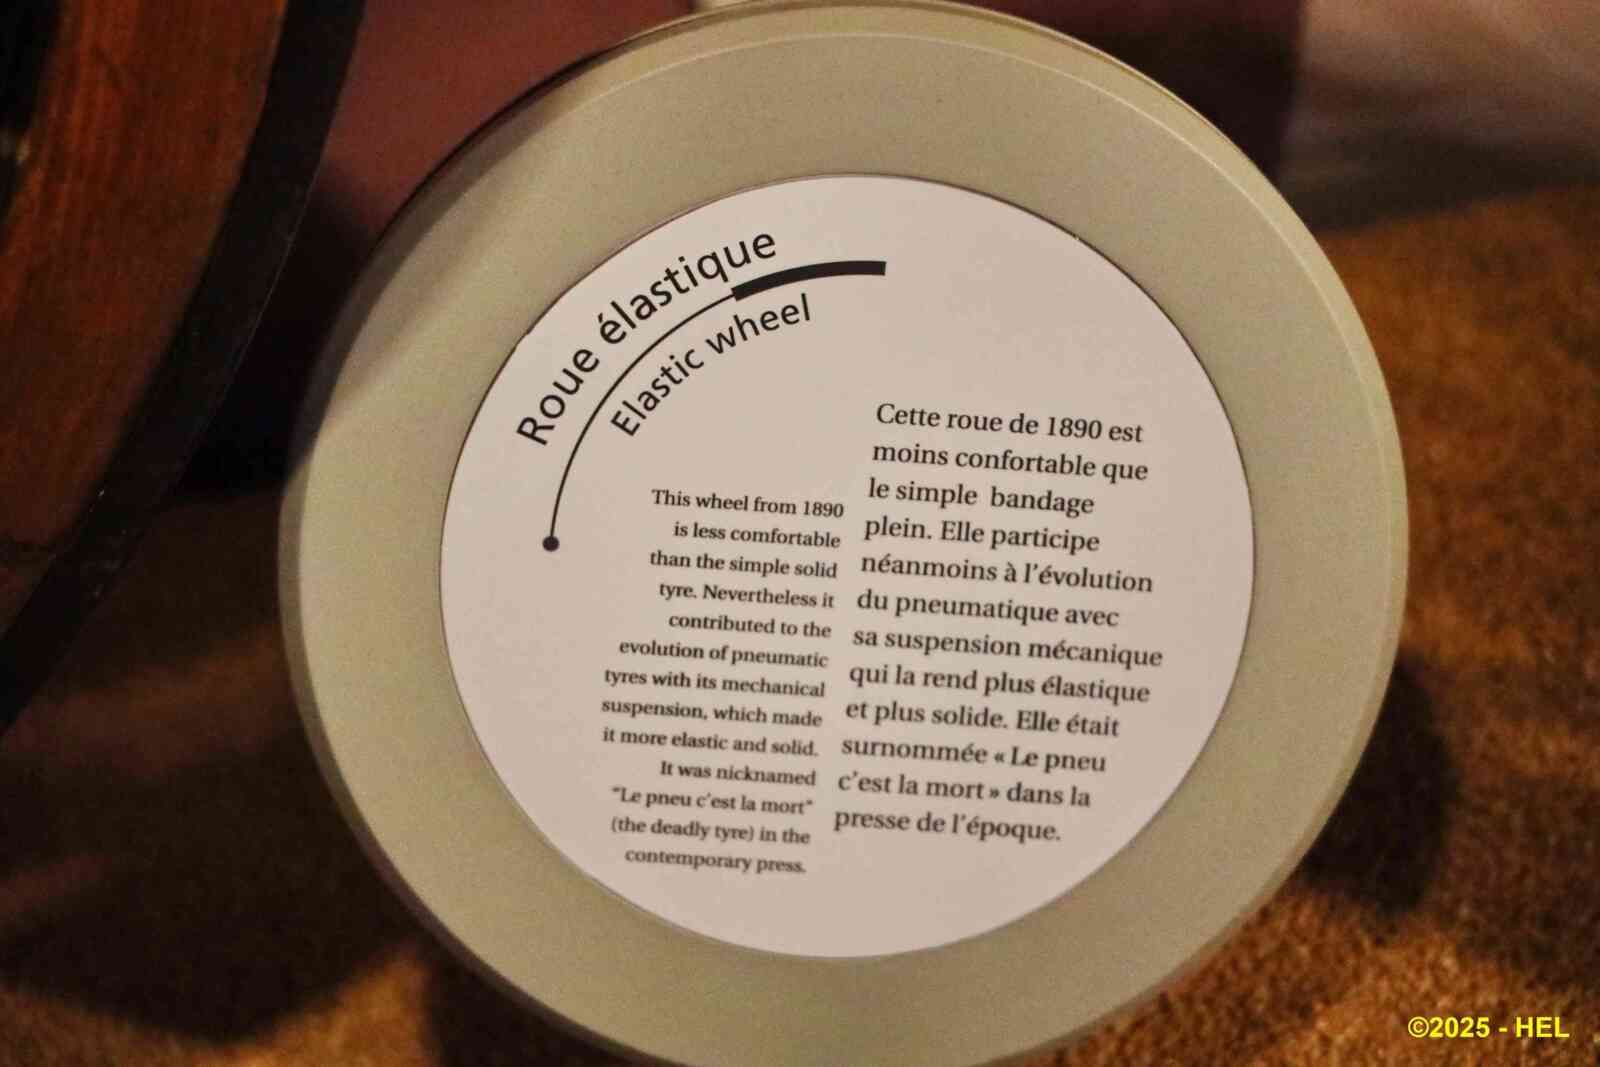 Roue élastique
Elastic wheel
This wheel from 1890
is less comfortable
than the simple solid
tyre. Nevertheless it
contributed to the
evolution of pneumatic
tyres with its mechanical
suspension, which made
it more elastic and solid.
It was nicknamed
“Le pneu c’est la mort”
(the deadly tyre) in the
contemporary press.
Cette roue de 1890 est
moins confortable que
le simple bandage
plein. Elle participe
néanmoins à l’évolution
du pneumatique avec
sa suspension mécanique
qui la rend plus élastique
et plus solide. Elle était
surnommée « Le pneu
c’est la mort » dans la
presse de l’époque.
©2025 - HEL